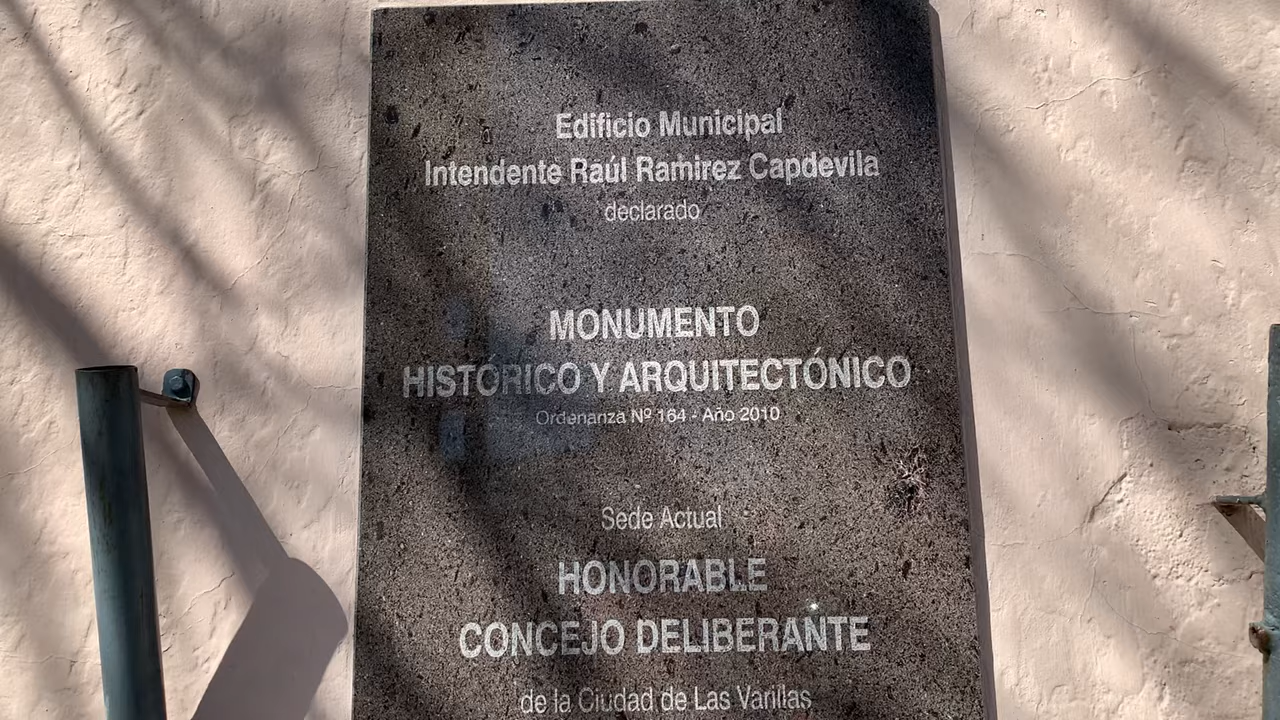 Edificio Municipal
Intendente Raúl Ramirez Capdevila
declarado
MONUMENTO
HISTÓRICO Y ARQUITECTÓNICO
Ordenanza Nº 164 - Año 2010
Sede Actual
HONORABLE
CONCEJO DELIBERANTE
de la Ciudad de Las Varillas